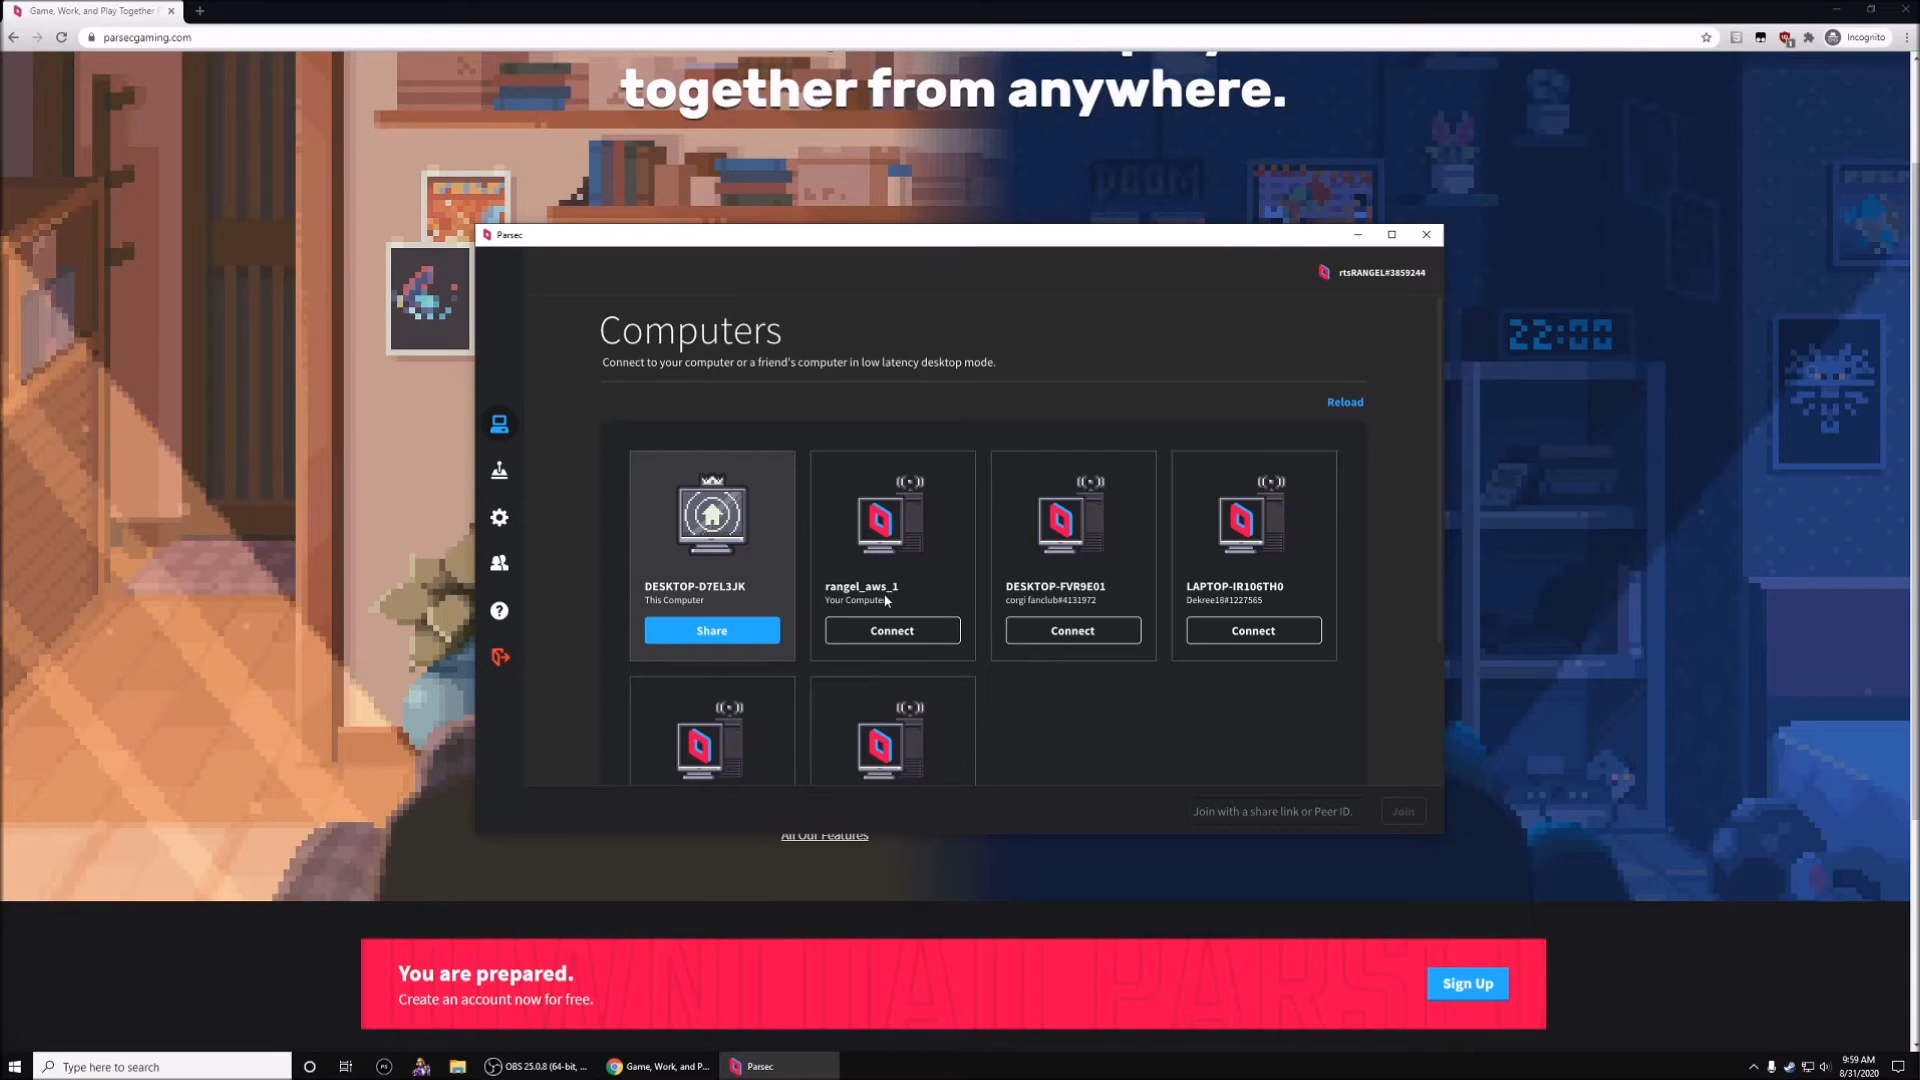 Game, Work, and Play Together
parsecgaming.com
Incognito
together from anywhere.
DOOM
22:00
Parsec
rtsRANGEL#3859244
Computers
Connect to your computer or a friend's computer in low latency desktop mode.
Reload
DESKTOP-D7EL3JK
This Computer
Share
rangel_aws_1
Your Computer
Connect
DESKTOP-FVR9E01
corgi fanclub#4131972
Connect
LAPTOP-IR106TH0
Dekree18#1227565
Connect
Join with a share link or Peer ID.
Join
All Our Features
You are prepared.
Create an account now for free.
Sign Up
Type here to search
OBS 25.0.8 (64-bit, ...
Game, Work, and P...
Parsec
9:59 AM
8/31/2020